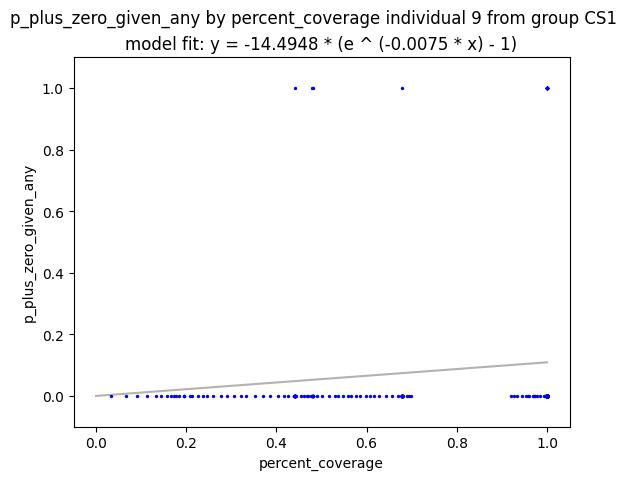 p_plus_zero_given_any by percent_coverage individual 9 from group CS1
model fit: y = -14.4948 * (e ^ (-0.0075 * x) - 1)
1.0
0.8
0.6
0.4
0.2
0.0
p_plus_zero_given_any
0.0 0.2 0.4 0.6 0.8 1.0
percent_coverage